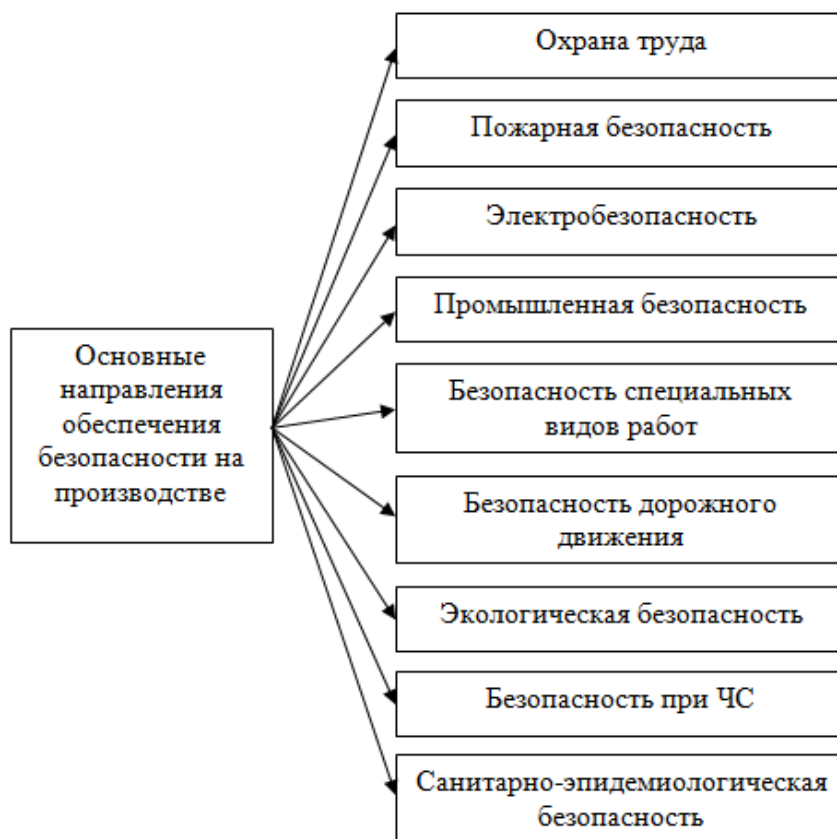 Охрана труда
Пожарная безопасность
Электробезопасность
Промышленная безопасность
Основные
направления
обеспечения
безопасности на
производстве
Безопасность специальных
видов работ
Безопасность дорожного
движения
Экологическая безопасность
Безопасность при ЧС
Санитарно-эпидемиологическая
безопасность